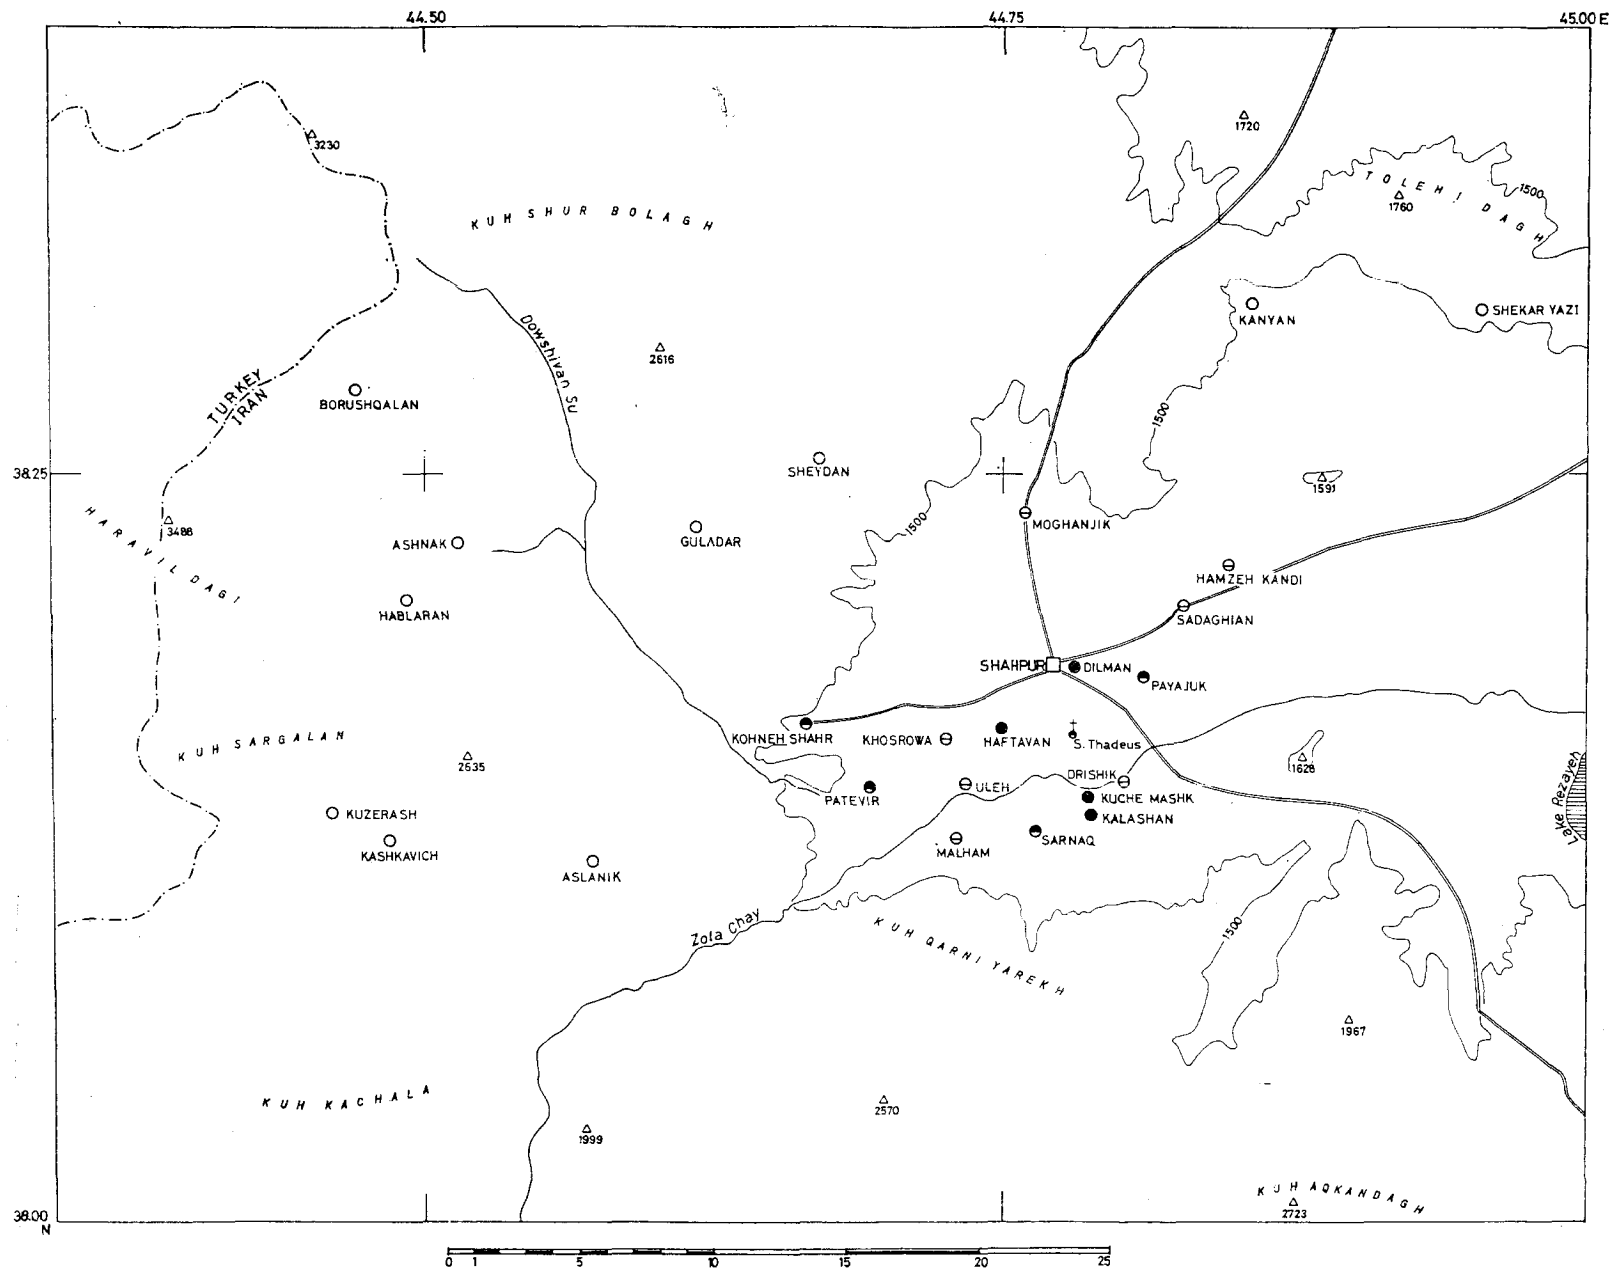 44.50
44.75
45.00 E
3230
1720
TOLEHI DAGH
1500
1760
KUH SHUR BOLAGH
KANYAN
SHEKAR YAZI
Dowshivan Su
2616
TURKEY
IRAN
BORUSHQALAN
1500
38.25
SHEYDAN
1591
HARAVIL DAGI
3488
1500
MOGHANJIK
ASHNAK
GULADAR
HAMZEH KANDI
HABLARAN
SADAGHIAN
SHAHPUR
DILMAN
PAYAJUK
KUH SARGALAN
KOHNEH SHAHR
KHOSROWA
HAFTAVAN
S. Thadeus
2635
1628
DRISHIK
ULEH
PATEVIR
KUCHE MASHK
Lake Rezayeh
KUZERASH
KALASHAN
SARNAQ
KASHKAVICH
MALHAM
ASLANIK
Zola Chay
KUH QARNI YAREKH
1500
1967
KUH KACHALA
2570
1999
KUH AQKANDAGH
2723
38.00
N
0 1 5 10 15 20 25